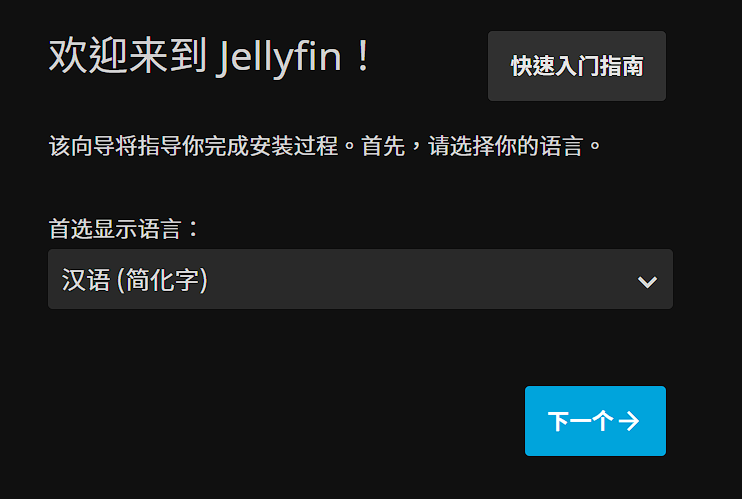 欢迎来到 Jellyfin！
快速入门指南
该向导将指导你完成安装过程。首先，请选择你的语言。
首选显示语言：
汉语 (简化字)
下一个